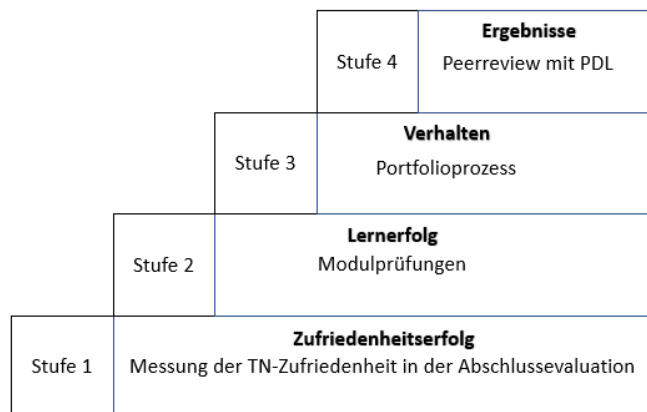 Stufe 4
Ergebnisse
Peerreview mit PDL
Stufe 3
Verhalten
Portfolioprozess
Stufe 2
Lernerfolg
Modulprüfungen
Stufe 1
Zufriedenheitserfolg
Messung der TN-Zufriedenheit in der Abschlussevaluation